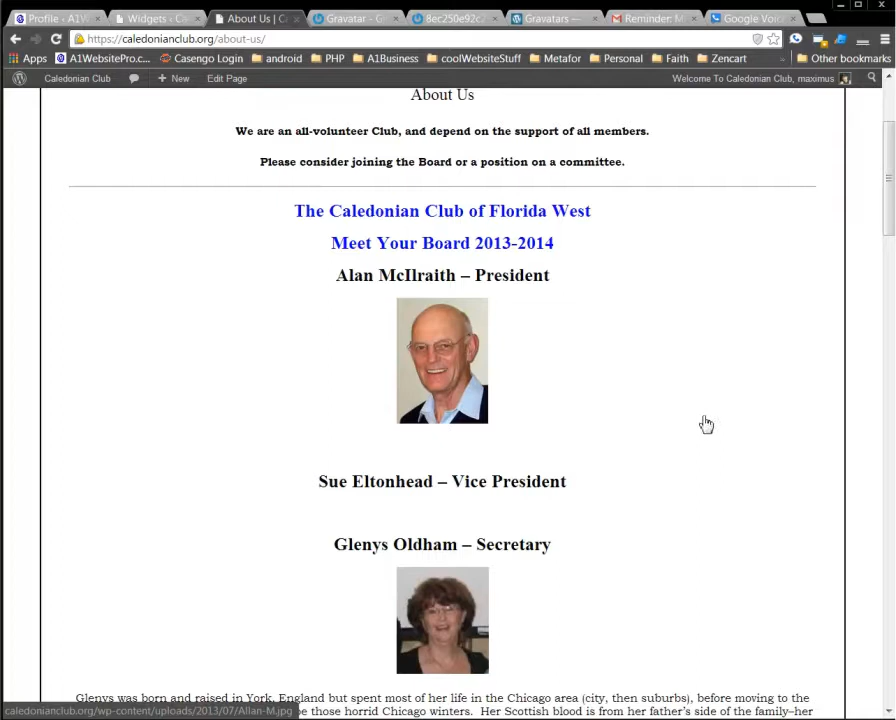 Profile ‹ A1W
Widgets ‹ Ca
About Us | Ca
Gravatar - Gl
8ec250e92c2
Gravatars —
Reminder: M
Google Voice
https://caledonianclub.org/about-us/
Apps
A1WebsitePro.c...
Casengo Login
android
PHP
A1Business
coolWebsiteStuff
Metafor
Personal
Faith
Zencart
Other bookmarks
Caledonian Club
+ New
Edit Page
Welcome To Caledonian Club, maximus
About Us
We are an all-volunteer Club, and depend on the support of all members.
Please consider joining the Board or a position on a committee.
The Caledonian Club of Florida West
Meet Your Board 2013-2014
Alan McIlraith – President
Sue Eltonhead – Vice President
Glenys Oldham – Secretary
Glenys was born and raised in York, England but spent most of her life in the Chicago area (city, then suburbs), before moving to the
those horrid Chicago winters. Her Scottish blood is from her father's side of the family–her
caledonianclub.org/wp-content/uploads/2013/07/Allan-M.jpg